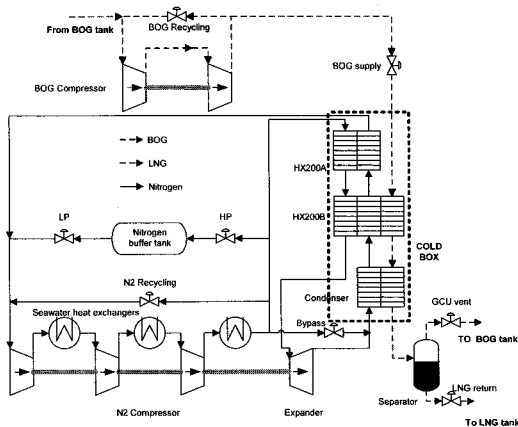 From BOG tank
BOG Recycling
BOG supply
BOG Compressor
BOG
LNG
Nitrogen
HX200A
HX200B
COLD
BOX
LP
Nitrogen
buffer tank
HP
N2 Recycling
Condenser
Seawater heat exchangers
Bypass
GCU vent
TO BOG tank
Separator
LNG return
N2 Compressor
Expander
To LNG tank